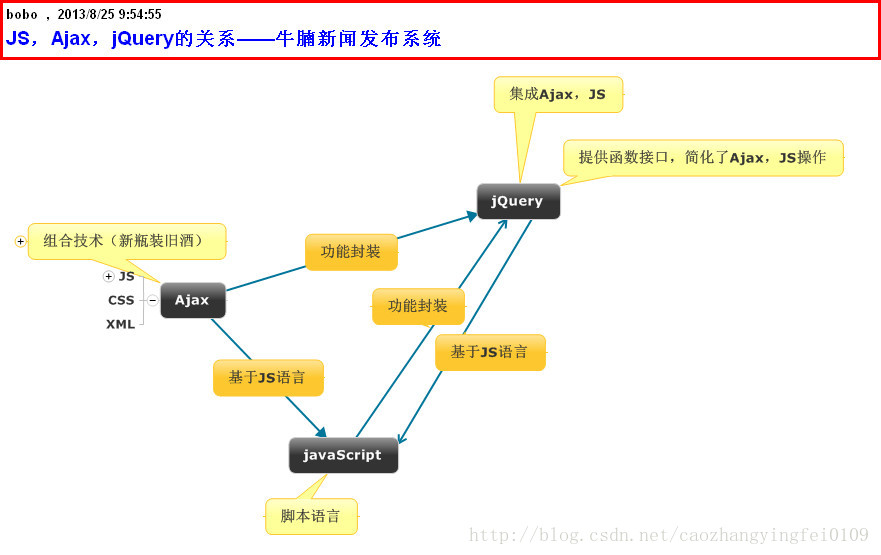 bobo , 2013/8/25 9:54:55
JS，Ajax，jQuery的关系——牛腩新闻发布系统
集成Ajax，JS
提供函数接口，简化了Ajax，JS操作
jQuery
组合技术（新瓶装旧酒）
功能封装
JS
CSS
XML
Ajax
功能封装
基于JS语言
基于JS语言
javaScript
脚本语言
http://blog.csdn.net/caozhangyingfei0109